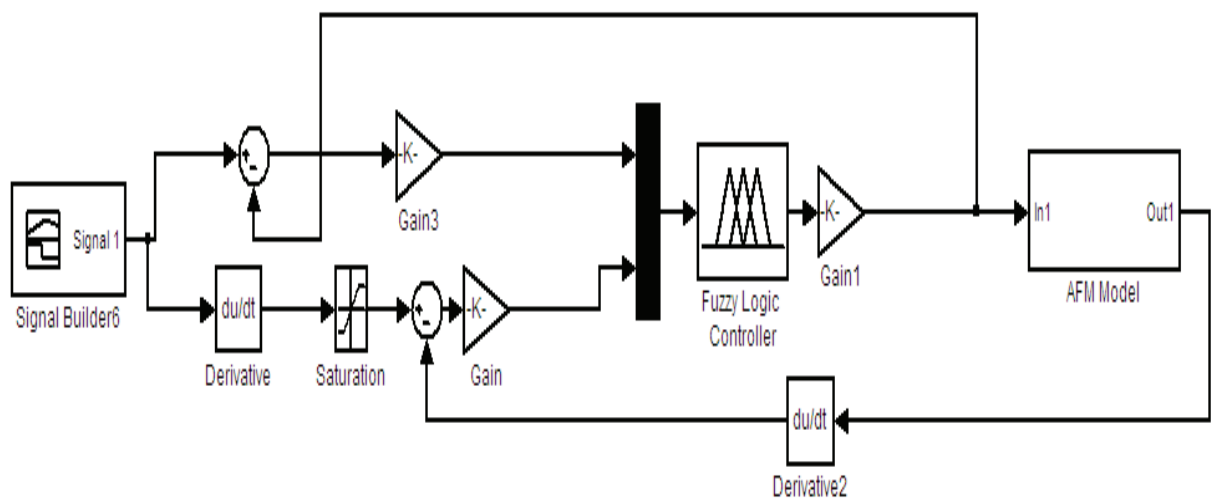 -K-
Gain3
Signal 1
Signal Builder6
du/dt
Derivative
Saturation
-K-
Gain
Fuzzy Logic
Controller
-K-
Gain1
In1
Out1
AFM Model
du/dt
Derivative2